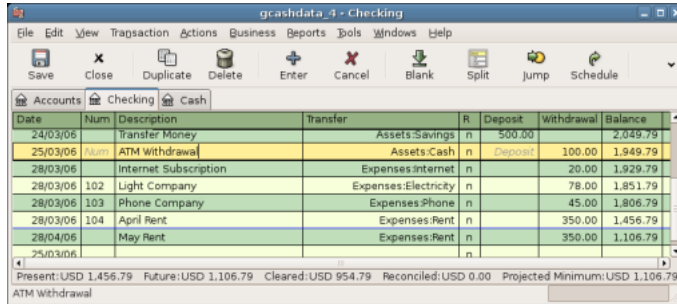 gcashdata_4 - Checking
File Edit View Transaction Actions Business Reports Tools Windows Help
Save Close Duplicate Delete Enter Cancel Blank Split Jump Schedule
Accounts Checking Cash
Date Num Description Transfer R Deposit Withdrawal Balance
24/03/06 Transfer Money Assets:Savings n 500.00 2,049.79
25/03/06 Num ATM Withdrawal Assets:Cash n Deposit 100.00 1,949.79
28/03/06 Internet Subscription Expenses:Internet n 20.00 1,929.79
28/03/06 102 Light Company Expenses:Electricity n 78.00 1,851.79
28/03/06 103 Phone Company Expenses:Phone n 45.00 1,806.79
28/03/06 104 April Rent Expenses:Rent n 350.00 1,456.79
28/04/06 May Rent Expenses:Rent n 350.00 1,106.79
25/03/06 n
Present:USD 1,456.79 Future:USD 1,106.79 Cleared:USD 954.79 Reconciled:USD 0.00 Projected Minimum:USD 1,106.79
ATM Withdrawal